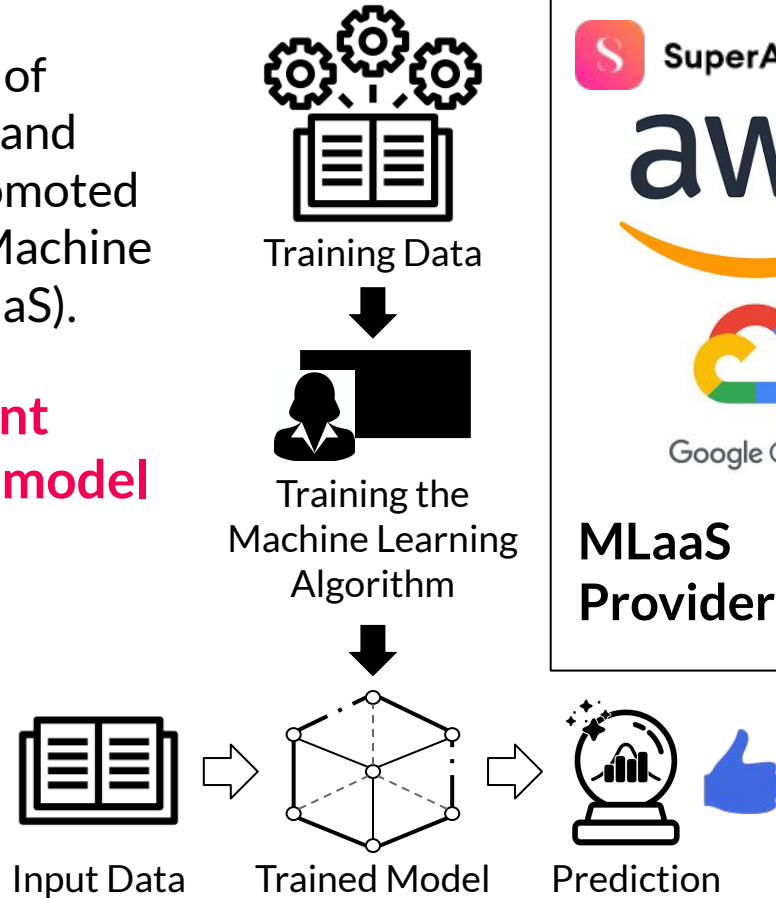 of
and
omoted
Machine
aaS).
nt
model
Training Data
Training the
Machine Learning
Algorithm
Input Data
Trained Model
Prediction
S
SuperA
aw
Google
MLaaS
Provider